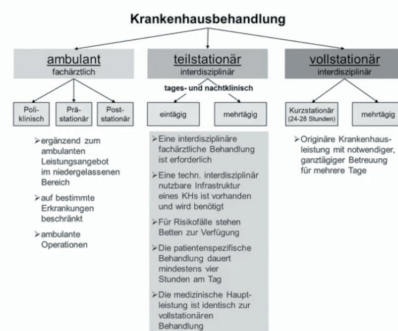 Krankenhausbehandlung
ambulant
fachärztlich
teilstationär
interdisziplinär
vollstationär
interdisziplinär
tages- und nachtklinisch
Poli-
klinisch
Prä-
stationär
Post-
stationär
eintägig
mehrtägig
Kurzstationär
(24-28 Stunden)
mehrtägig
➢ergänzend zum
ambulanten
Leistungsangebot
im niedergelassenen
Bereich
➢auf bestimmte
Erkrankungen
beschränkt
➢ambulante
Operationen
➢Eine interdisziplinäre
fachärztliche Behandlung
ist erforderlich
➢Eine techn. interdisziplinär
nutzbare Infrastruktur
eines KHs ist vorhanden
und wird benötigt
➢Für Risikofälle stehen
Betten zur Verfügung
➢Die patientenspezifische
Behandlung dauert
mindestens vier
Stunden am Tag
➢Die medizinische Haupt-
leistung ist identisch zur
vollstationären
Behandlung
➢Originäre Krankenhaus-
leistung mit notwendiger,
ganztägiger Betreuung
für mehrere Tage